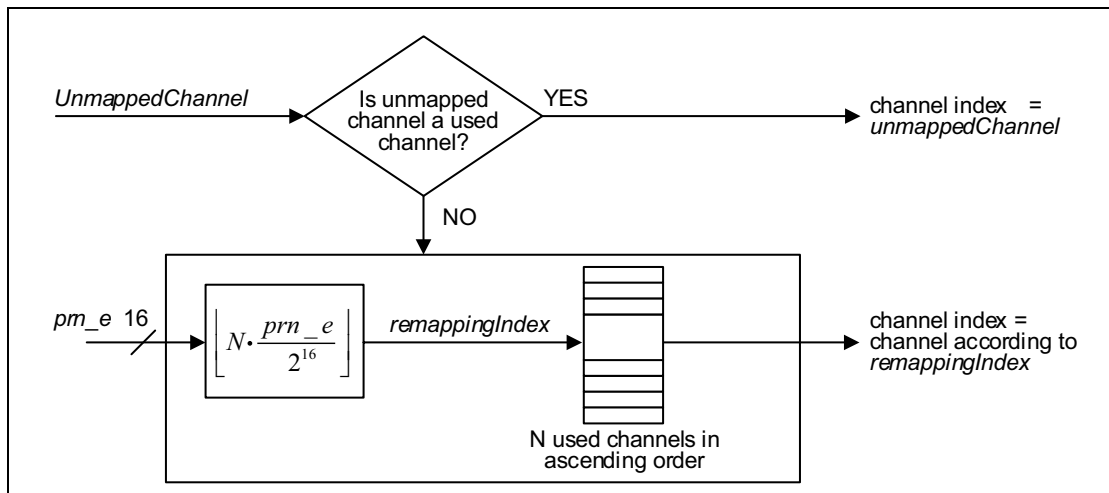 UnmappedChannel
Is unmapped
channel a used
channel?
YES
channel index =
unmappedChannel
NO
prn_e 16
⌊N · prn_e / 2^16⌋
remappingIndex
N used channels in
ascending order
channel index =
channel according to
remappingIndex